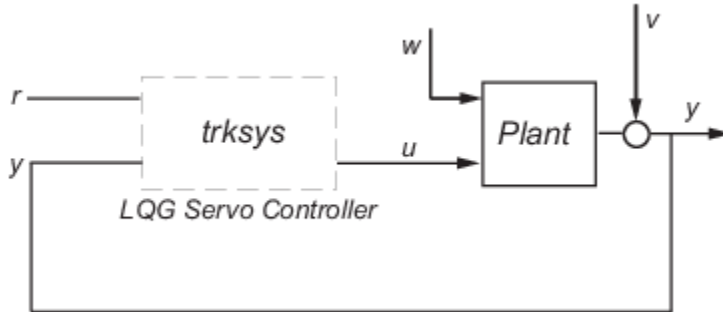 v
w
r
trksys
Plant
y
y
u
LQG Servo Controller